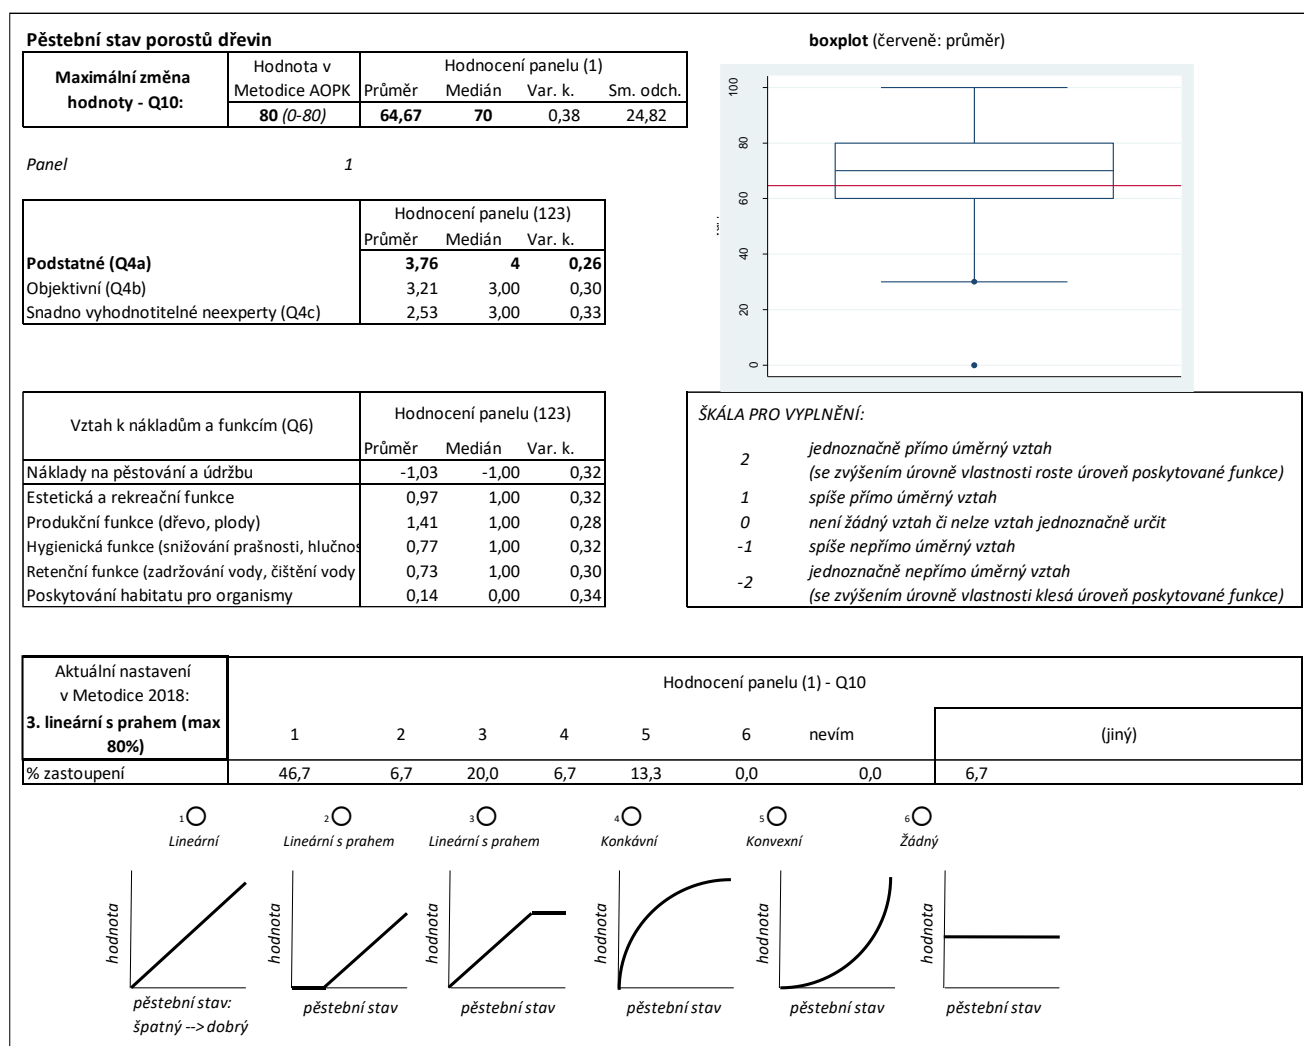 Pěstební stav porostů dřevin
boxplot (červeně: průměr)
Maximální změna hodnoty - Q10:
Hodnota v Metodice AOPK
Hodnocení panelu (1)
Průměr Medián Var. k. Sm. odch.
80 (0-80) 64,67 70 0,38 24,82
Panel 1
Hodnocení panelu (123)
Průměr Medián Var. k.
Podstatné (Q4a) 3,76 4 0,26
Objektivní (Q4b) 3,21 3,00 0,30
Snadno vyhodnotitelné neexperty (Q4c) 2,53 3,00 0,33
100
80
60
40
20
0
Vztah k nákladům a funkcím (Q6)
Hodnocení panelu (123)
Průměr Medián Var. k.
Náklady na pěstování a údržbu -1,03 -1,00 0,32
Estetická a rekreační funkce 0,97 1,00 0,32
Produkční funkce (dřevo, plody) 1,41 1,00 0,28
Hygienická funkce (snižování prašnosti, hlučnos 0,77 1,00 0,32
Retenční funkce (zadržování vody, čištění vody 0,73 1,00 0,30
Poskytování habitatu pro organismy 0,14 0,00 0,34
ŠKÁLA PRO VYPLNĚNÍ:
2 jednoznačně přímo úměrný vztah
(se zvýšením úrovně vlastnosti roste úroveň poskytované funkce)
1 spíše přímo úměrný vztah
0 není žádný vztah či nelze vztah jednoznačně určit
-1 spíše nepřímo úměrný vztah
-2 jednoznačně nepřímo úměrný vztah
(se zvýšením úrovně vlastnosti klesá úroveň poskytované funkce)
Aktuální nastavení
v Metodice 2018:
3. lineární s prahem (max
80%)
Hodnocení panelu (1) - Q10
1 2 3 4 5 6 nevím (jiný)
% zastoupení 46,7 6,7 20,0 6,7 13,3 0,0 0,0 6,7
1 2 3 4 5 6
Lineární Lineární s prahem Lineární s prahem Konkávní Konvexní Žádný
hodnota hodnota hodnota hodnota hodnota hodnota
pěstební stav:
špatný --> dobrý
pěstební stav pěstební stav pěstební stav pěstební stav pěstební stav